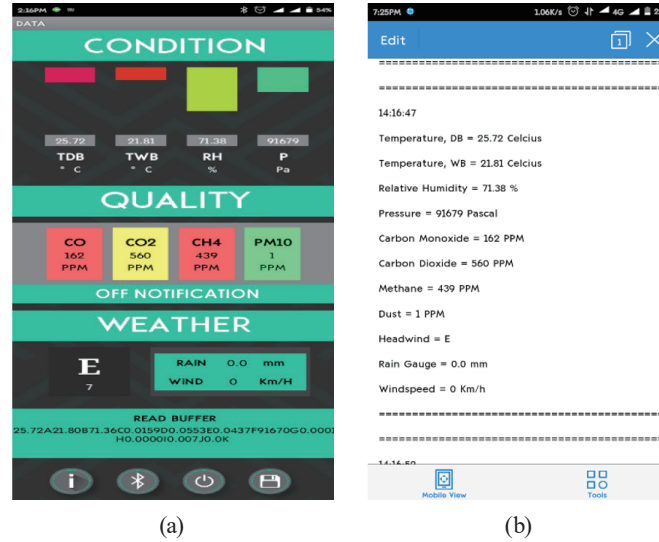 2:16PM
54%
DATA
CONDITION
25.72 21.81 71.38 91679
TDB TWB RH P
° C ° C % Pa
QUALITY
CO CO2 CH4 PM10
162 560 439 1
PPM PPM PPM PPM
OFF NOTIFICATION
WEATHER
E
7
RAIN 0.0 mm
WIND 0 Km/H
READ BUFFER
25.72A21.80B71.36C0.0159D0.0553E0.0437F91670G0.0001
H0.0000I0.007J0.0K
(a)
7:25PM 1.06K/s 4G
Edit 1
14:16:47
Temperature, DB = 25.72 Celcius
Temperature, WB = 21.81 Celcius
Relative Humidity = 71.38 %
Pressure = 91679 Pascal
Carbon Monoxide = 162 PPM
Carbon Dioxide = 560 PPM
Methane = 439 PPM
Dust = 1 PPM
Headwind = E
Rain Gauge = 0.0 mm
Windspeed = 0 Km/h
Mobile View Tools
(b)